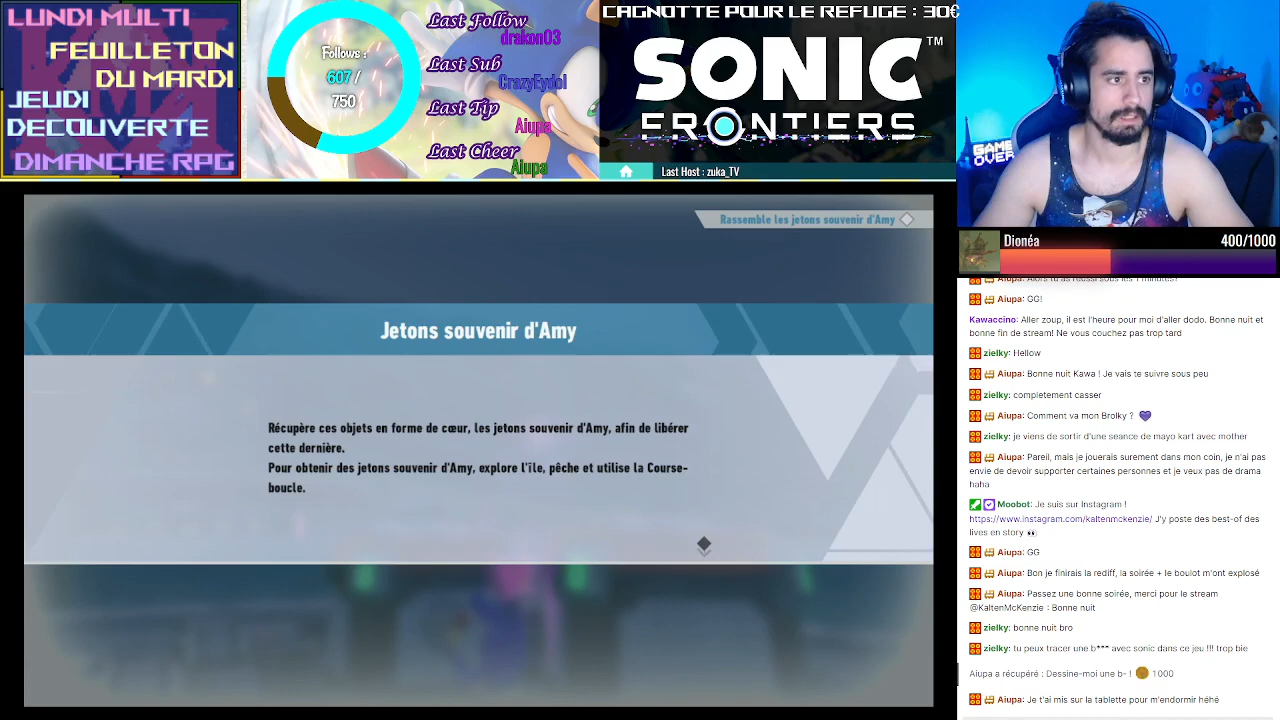 LUNDI MULTI
FEUILLETON
DU MARDI
JEUDI
DECOUVERTE
DIMANCHE RPG
Follows :
607 /
750
Last Follow
drakon03
Last Sub
CrazyEydol
Last Tip
Aiupa
Last Cheer
Aiupa
CAGNOTTE POUR LE REFUGE : 30€
SONIC™
FRONTIERS
Last Host : zuka_TV
GAME
OVER
Dionéa 400/1000
Rassemble les jetons souvenir d'Amy
Jetons souvenir d'Amy
Récupère ces objets en forme de cœur, les jetons souvenir d'Amy, afin de libérer
cette dernière.
Pour obtenir des jetons souvenir d'Amy, explore l'île, pêche et utilise la Course-
boucle.
Aiupa: Alors tu as réussi sous les 1 minutes?
Aiupa: GG!
Kawaccino: Aller zoup, il est l'heure pour moi d'aller dodo. Bonne nuit et
bonne fin de stream! Ne vous couchez pas trop tard
zielky: Hellow
Aiupa: Bonne nuit Kawa ! Je vais te suivre sous peu
zielky: completement casser
Aiupa: Comment va mon Brolky ? 💜
zielky: je viens de sortir d'une seance de mayo kart avec mother
Aiupa: Pareil, mais je jouerais surement dans mon coin, je n'ai pas
envie de devoir supporter certaines personnes et je veux pas de drama
haha
Moobot: Je suis sur Instagram !
https://www.instagram.com/kaltenmckenzie/ J'y poste des best-of des
lives en story 👀
Aiupa: GG
Aiupa: Bon je finirais la rediff, la soirée + le boulot m'ont explosé
Aiupa: Passez une bonne soirée, merci pour le stream
@KaltenMcKenzie : Bonne nuit
zielky: bonne nuit bro
zielky: tu peux tracer une b*** avec sonic dans ce jeu !!! trop bie
Aiupa a récupéré : Dessine-moi une b- ! 1000
Aiupa: Je t'ai mis sur la tablette pour m'endormir héhé